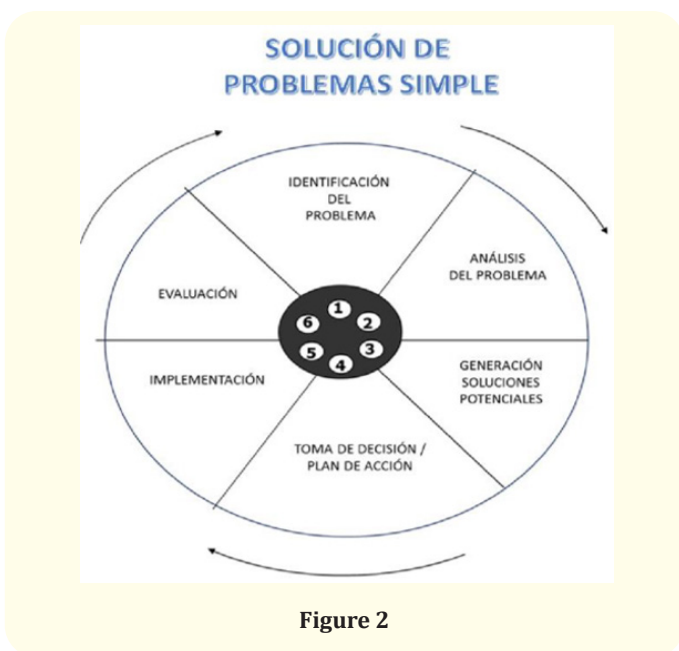 SOLUCIÓN DE
PROBLEMAS SIMPLE
IDENTIFICACIÓN
DEL
PROBLEMA
ANÁLISIS
DEL PROBLEMA
GENERACIÓN
SOLUCIONES
POTENCIALES
TOMA DE DECISIÓN /
PLAN DE ACCIÓN
IMPLEMENTACIÓN
EVALUACIÓN
1
2
3
4
5
6
Figure 2